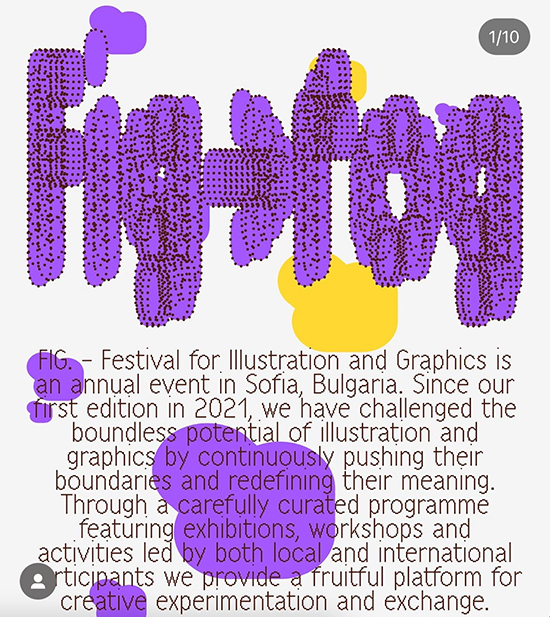 1/10
Fig→fog
FIG. – Festival for Illustration and Graphics is
an annual event in Sofia, Bulgaria. Since our
first edition in 2021, we have challenged the
boundless potential of illustration and
graphics by continuously pushing their
boundaries and redefining their meaning.
Through a carefully curated programme
featuring exhibitions, workshops and
activities led by both local and international
rticipants we provide a fruitful platform for
creative experimentation and exchange.